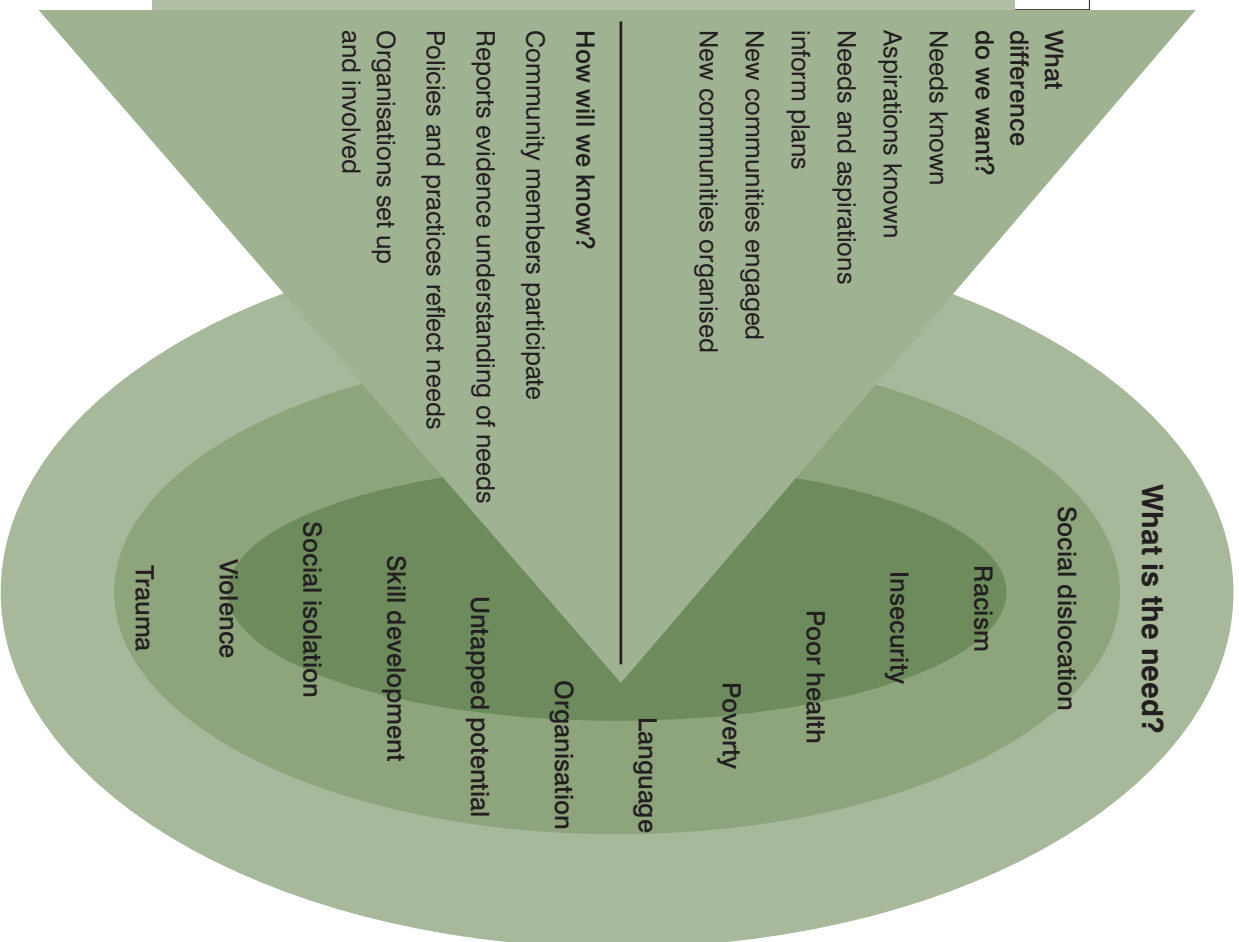 What is the need?
Social dislocation
Racism
Insecurity
Poor health
Poverty
Language
Organisation
Untapped potential
Skill development
Social isolation
Violence
Trauma
What
difference
do we want?
Needs known
Aspirations known
Needs and aspirations
inform plans
New communities engaged
New communities organised
How will we know?
Community members participate
Reports evidence understanding of needs
Policies and practices reflect needs
Organisations set up
and involved